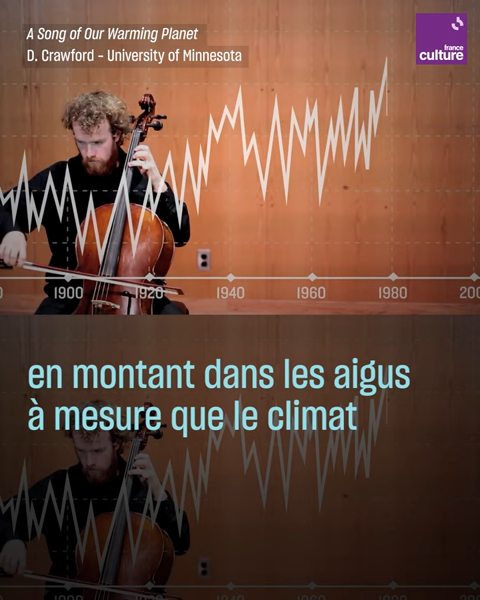 A Song of Our Warming Planet
D. Crawford - University of Minnesota
france
culture
1900
1920
1940
1960
1980
en montant dans les aigus
à mesure que le climat